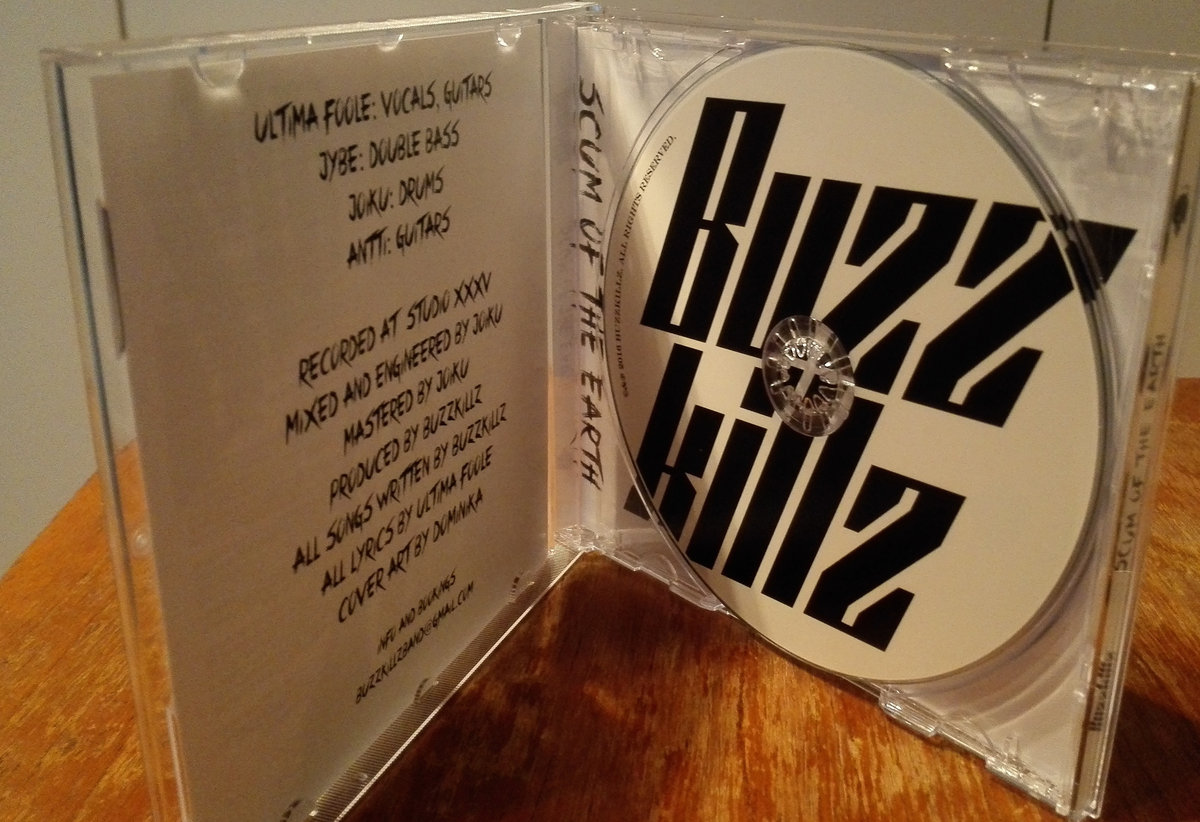 ULTIMA FOOLE: VOCALS, GUITARS
JYBE: DOUBLE BASS
JOIKU: DRUMS
ANTTI: GUITARS
RECORDED AT STUDIO XXXV
MIXED AND ENGINEERED BY JOIKU
MASTERED BY JOIKU
PRODUCED BY BUZZKILLZ
ALL SONGS WRITTEN BY BUZZKILLZ
ALL LYRICS BY ULTIMA FOOLE
COVER ART BY DOMINIKA
INFO AND BOOKINGS
BUZZKILLZBAND@GMAIL.COM
SCUM OF THE EARTH
©&℗ 2018 BUZZKILLZ. ALL RIGHTS RESERVED.
Buzz
killz
SCUM OF THE EARTH
Buzzkillz